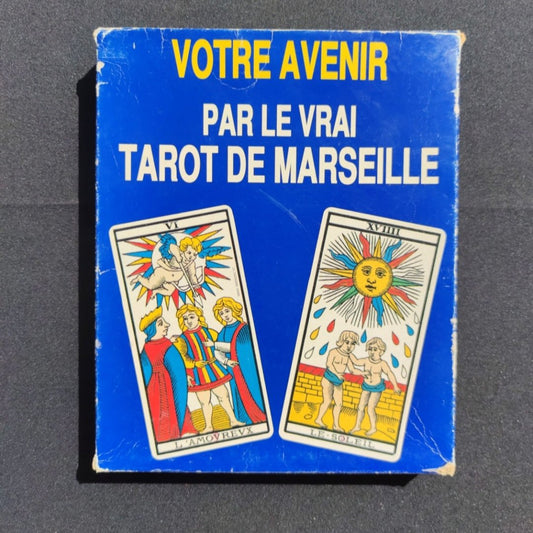 VOTRE AVENIR
PAR LE VRAI
TAROT DE MARSEILLE
VI
L'AMOVREVX
XVIIII
LE·SOLEIL